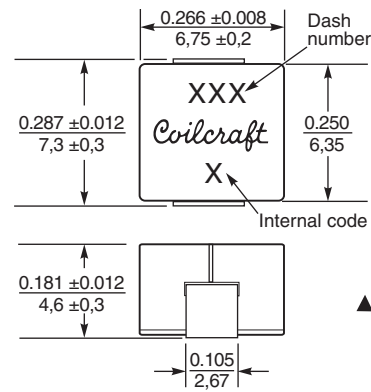 0.266 ±0.008
6,75 ±0,2
Dash
number
XXX
0.287 ±0.012
7,3 ±0,3
Coilcraft
0.250
6,35
X
Internal code
0.181 ±0.012
4,6 ±0,3
0.105
2,67